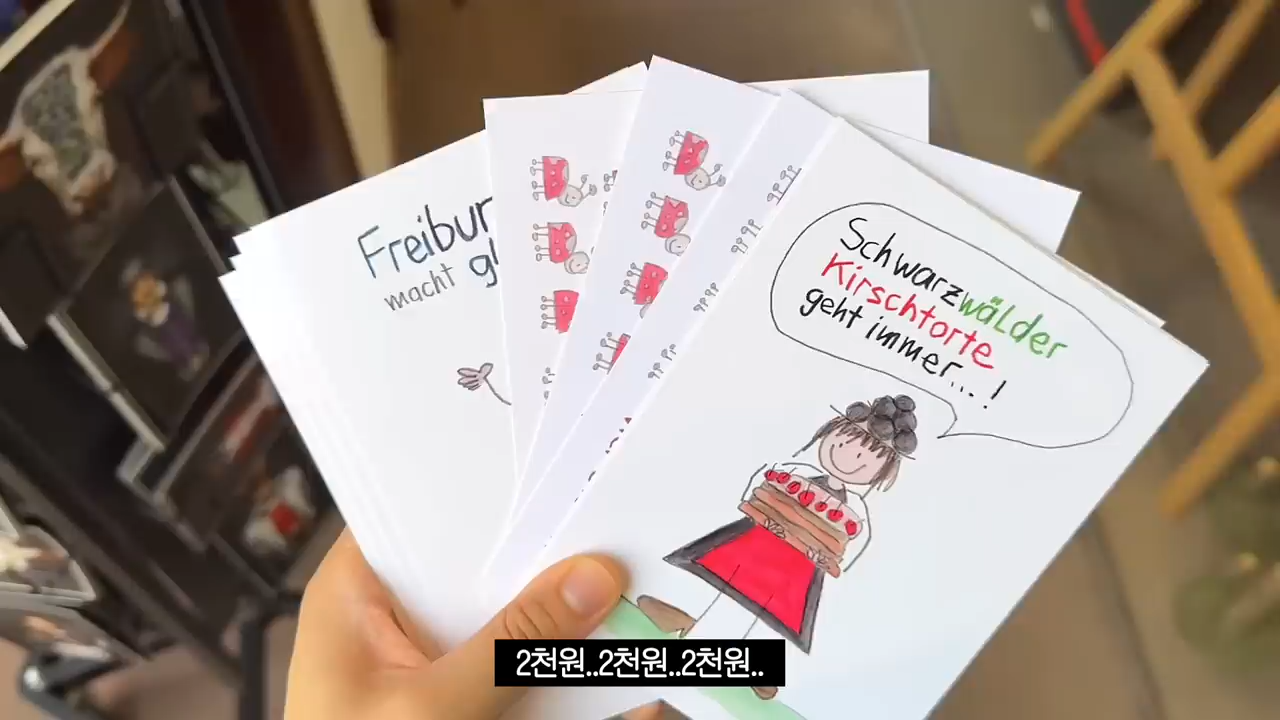 Freibur
macht gl
Schwarzwälder
Kirschtorte
geht immer...!
2천원..2천원..2천원..